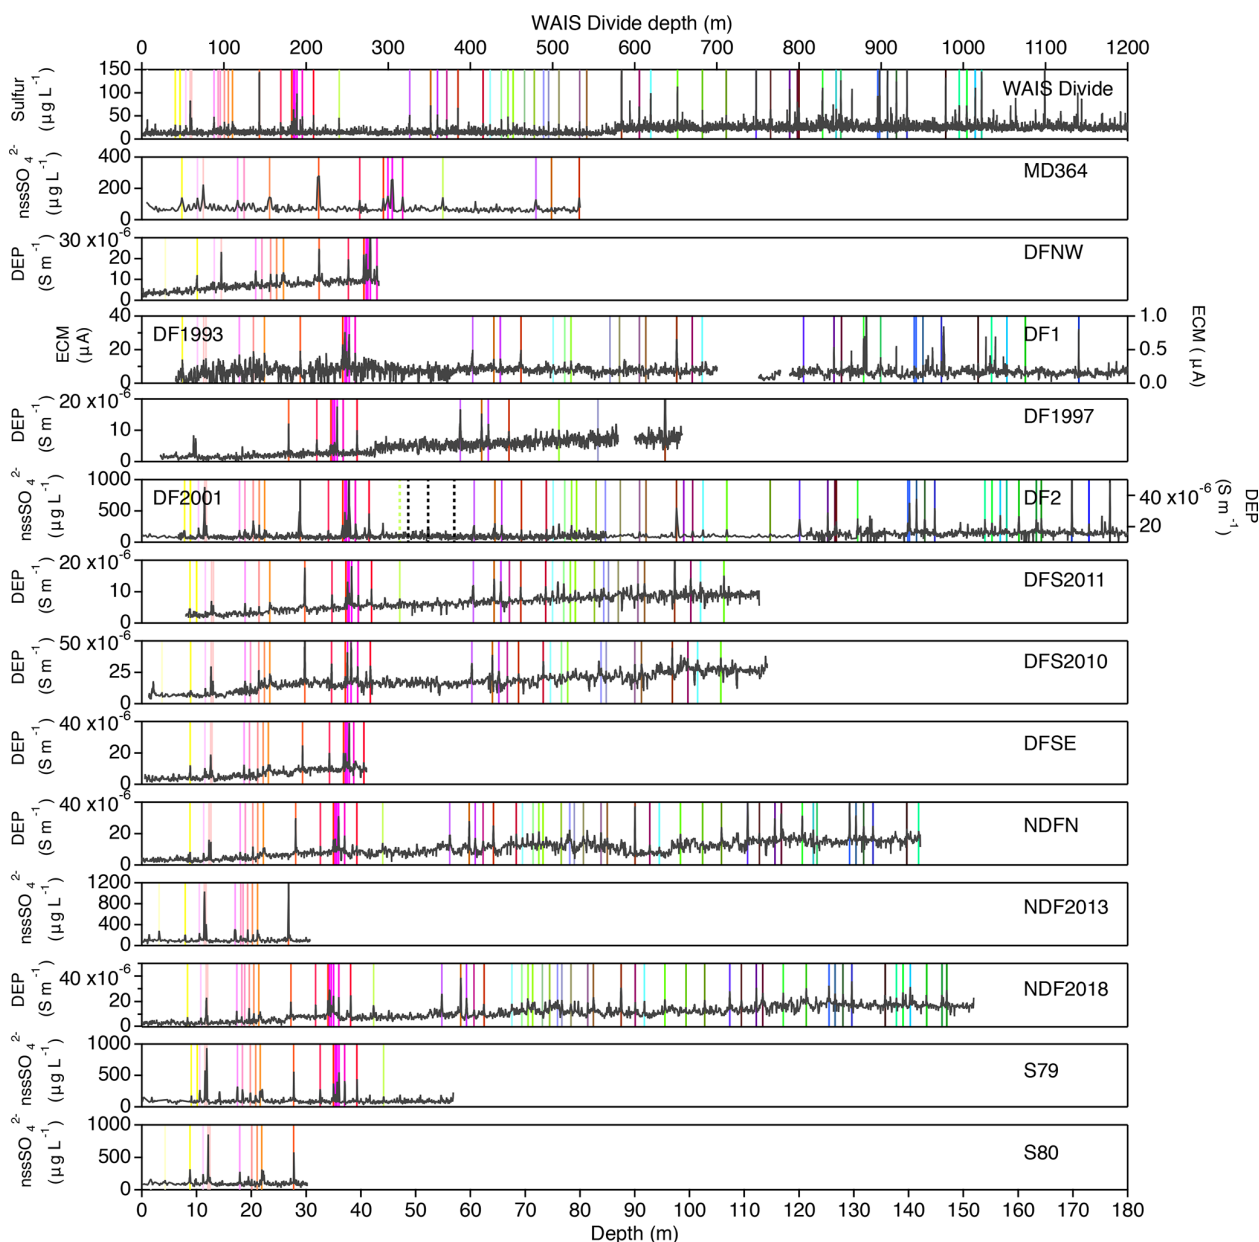 WAIS Divide depth (m)
0 100 200 300 400 500 600 700 800 900 1000 1100 1200
Sulfur (µg L⁻¹)
150 100 50 0
WAIS Divide
nssSO₄²⁻ (µg L⁻¹)
400 200 0
MD364
DEP (S m⁻¹)
30 x10⁻⁶ 20 10 0
DFNW
ECM (µA)
40 20 0
DF1993
DF1
1.0 0.5 0.0
ECM (µA)
DEP (S m⁻¹)
20 x10⁻⁶ 10 0
DF1997
nssSO₄²⁻ (µg L⁻¹)
1000 500 0
DF2001
DF2
40 x10⁻⁶ 20
DEP (S m⁻¹)
DEP (S m⁻¹)
20 x10⁻⁶ 10 0
DFS2011
DEP (S m⁻¹)
50 x10⁻⁶ 25 0
DFS2010
DEP (S m⁻¹)
40 x10⁻⁶ 20 0
DFSE
DEP (S m⁻¹)
40 x10⁻⁶ 20 0
NDFN
nssSO₄²⁻ (µg L⁻¹)
1200 800 400 0
NDF2013
DEP (S m⁻¹)
40 x10⁻⁶ 20 0
NDF2018
nssSO₄²⁻ (µg L⁻¹)
1000 500 0
S79
nssSO₄²⁻ (µg L⁻¹)
1000 500 0
S80
0 10 20 30 40 50 60 70 80 90 100 110 120 130 140 150 160 170 180
Depth (m)